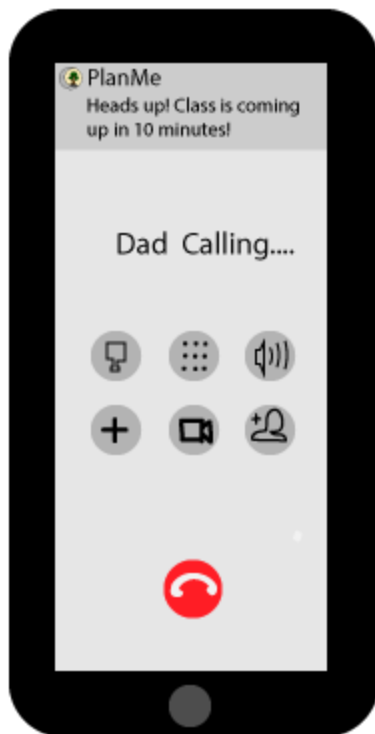 PlanMe
Heads up! Class is coming
up in 10 minutes!
Dad Calling....